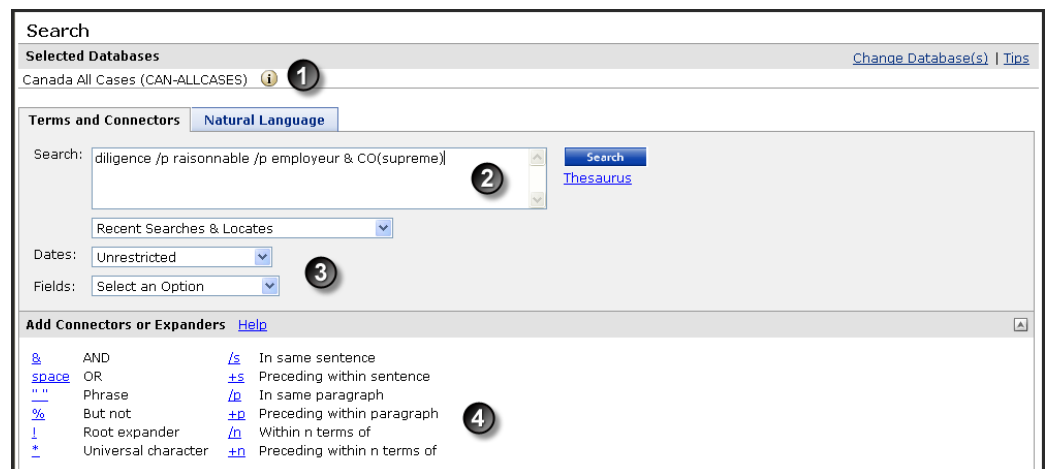 Search
Selected Databases Change Database(s) | Tips
Canada All Cases (CAN-ALLCASES) i 1
Terms and Connectors Natural Language
Search: diligence /p raisonnable /p employeur & CO(supreme) 2 Search
Thesaurus
Recent Searches & Locates
Dates: Unrestricted
3
Fields: Select an Option
Add Connectors or Expanders Help
& AND /s In same sentence
space OR +s Preceding within sentence
" " Phrase /p In same paragraph
% But not +p Preceding within paragraph 4
! Root expander /n Within n terms of
* Universal character +n Preceding within n terms of